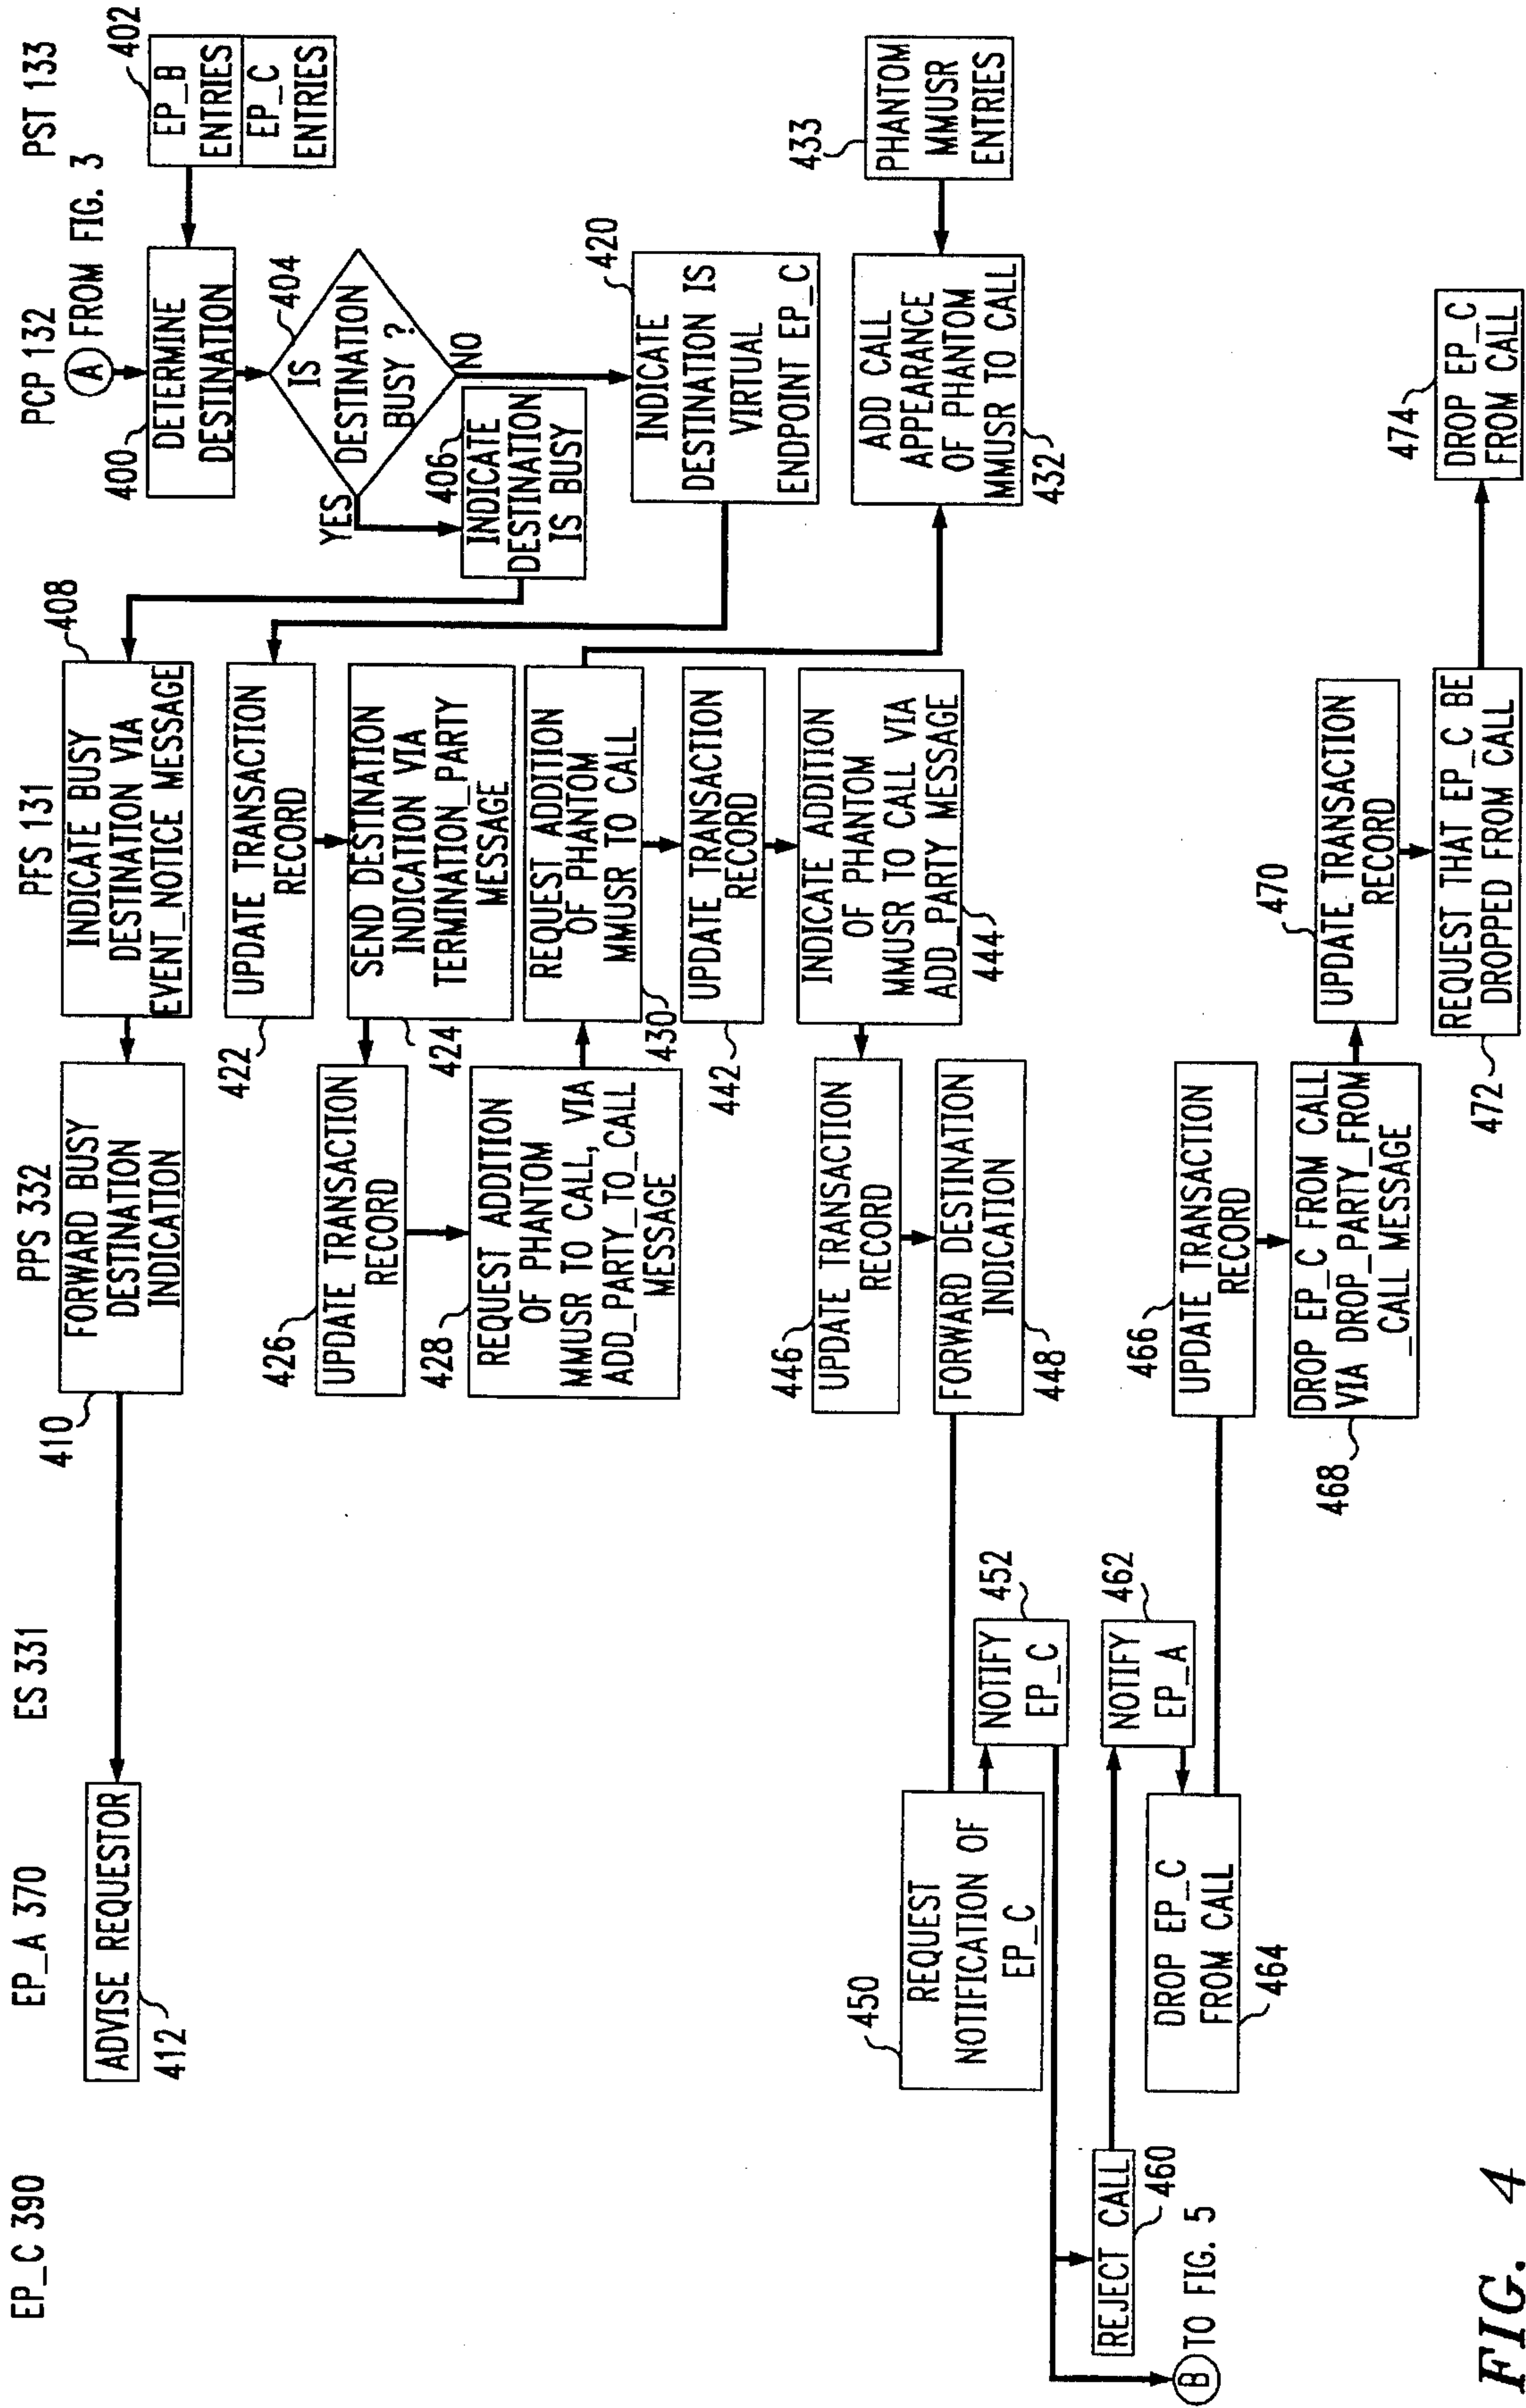 EP_C 390
EP_A 370
ES 331
PPS 332
PFS 131
PCP 132
PST 133
A FROM FIG. 3
400
DETERMINE
DESTINATION
402
EP_B
ENTRIES
EP_C
ENTRIES
404
IS
DESTINATION
BUSY ?
YES
NO
406
INDICATE
DESTINATION
IS BUSY
408
INDICATE BUSY
DESTINATION VIA
EVENT_NOTICE MESSAGE
FORWARD BUSY
DESTINATION
INDICATION
410
ADVISE REQUESTOR
412
420
INDICATE
DESTINATION IS
VIRTUAL
ENDPOINT EP_C
UPDATE TRANSACTION
RECORD
422
SEND DESTINATION
INDICATION VIA
TERMINATION_PARTY
MESSAGE
424
426
UPDATE TRANSACTION
RECORD
428
REQUEST ADDITION
OF PHANTOM
MMUSR TO CALL, VIA
ADD_PARTY_TO_CALL
MESSAGE
REQUEST ADDITION
OF PHANTOM
MMUSR TO CALL
430
ADD CALL
APPEARANCE
OF PHANTOM
MMUSR TO CALL
432
433
PHANTOM
MMUSR
ENTRIES
UPDATE TRANSACTION
RECORD
442
INDICATE ADDITION
OF PHANTOM
MMUSR TO CALL VIA
ADD_PARTY MESSAGE
444
446
UPDATE TRANSACTION
RECORD
FORWARD DESTINATION
INDICATION
448
450
REQUEST
NOTIFICATION OF
EP_C
452
NOTIFY
EP_C
REJECT CALL
460
B TO FIG. 5
462
NOTIFY
EP_A
DROP EP_C
FROM CALL
464
466
UPDATE TRANSACTION
RECORD
DROP EP_C FROM CALL
VIA DROP_PARTY_FROM
_CALL MESSAGE
468
470
UPDATE TRANSACTION
RECORD
REQUEST THAT EP_C BE
DROPPED FROM CALL
472
474
DROP EP_C
FROM CALL
FIG. 4